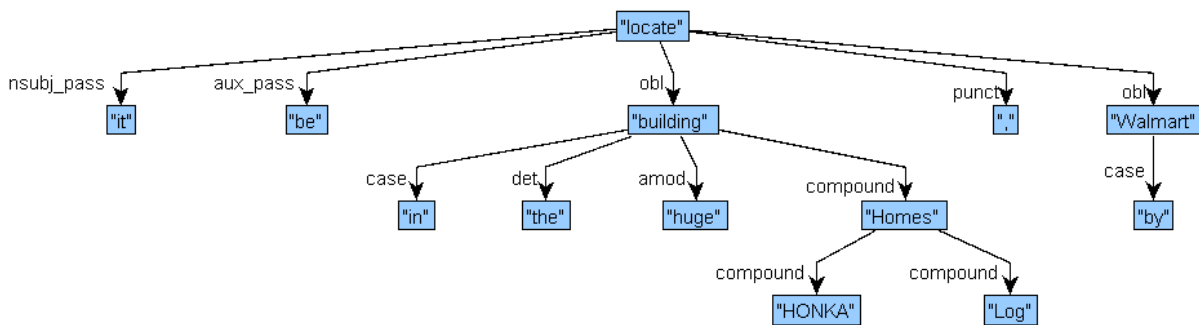 "locate"
nsubj_pass aux_pass obl punct obl
"it" "be" "building" "," "Walmart"
case det amod compound case
"in" "the" "huge" "Homes" "by"
compound compound
"HONKA" "Log"